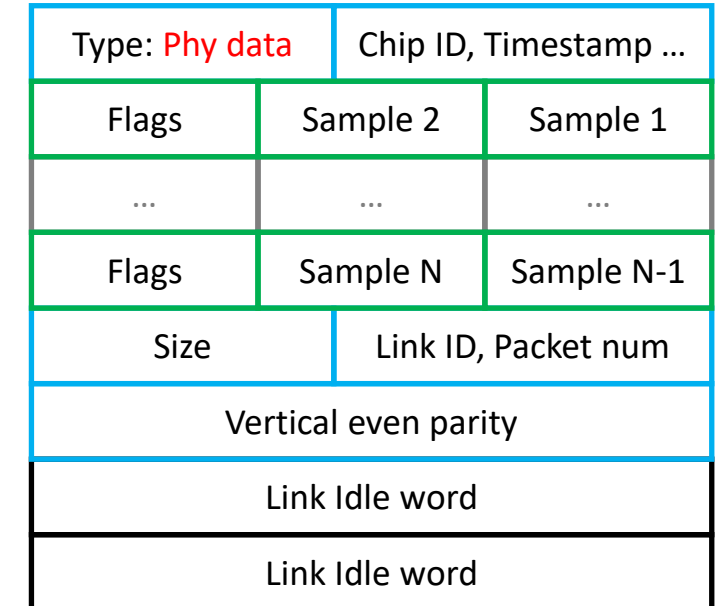 Type: Phy data Chip ID, Timestamp ...
Flags Sample 2 Sample 1
... ... ...
Flags Sample N Sample N-1
Size Link ID, Packet num
Vertical even parity
Link Idle word
Link Idle word